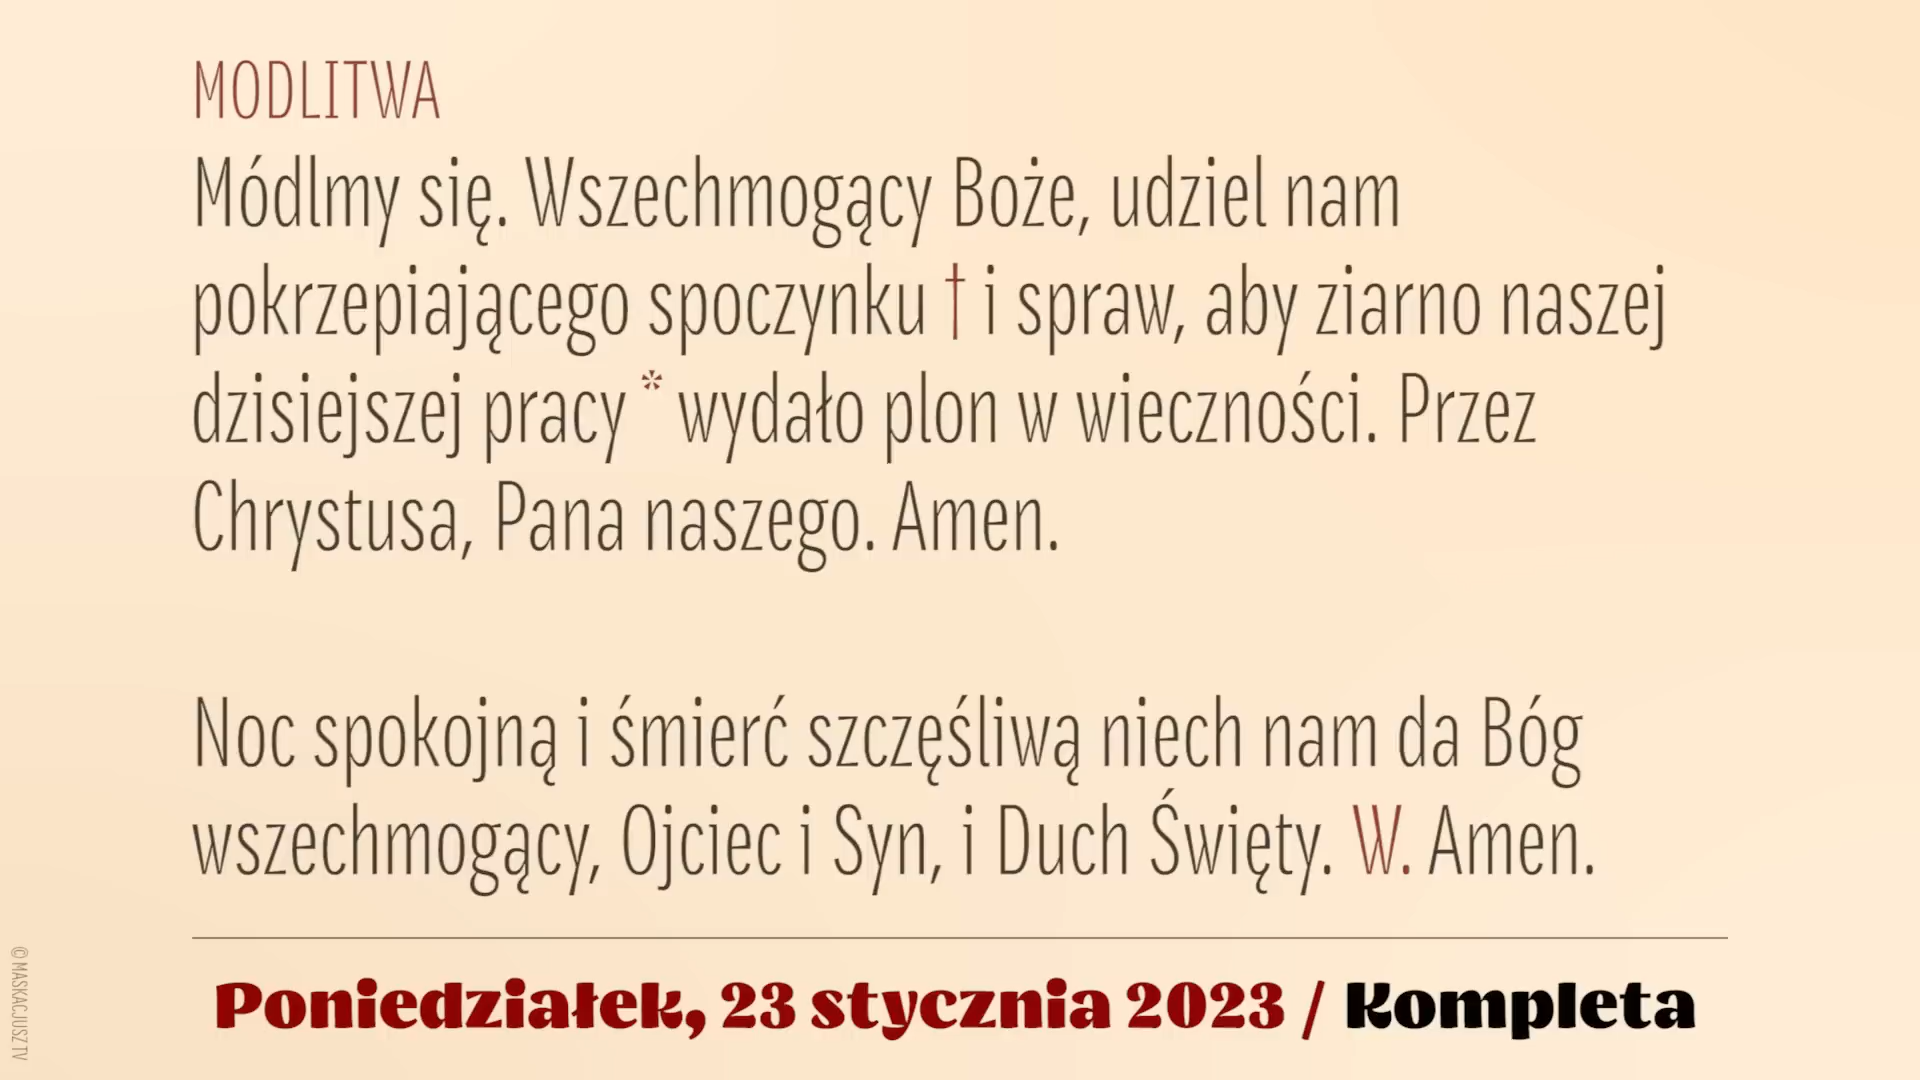 MODLITWA
Módlmy się. Wszechmogący Boże, udziel nam
pokrzepiającego spoczynku † i spraw, aby ziarno naszej
dzisiejszej pracy * wydało plon w wieczności. Przez
Chrystusa, Pana naszego. Amen.
Noc spokojną i śmierć szczęśliwą niech nam da Bóg
wszechmogący, Ojciec i Syn, i Duch Święty. W. Amen.
Poniedziałek, 23 stycznia 2023 / Kompleta
© MASKACJUSZ TV